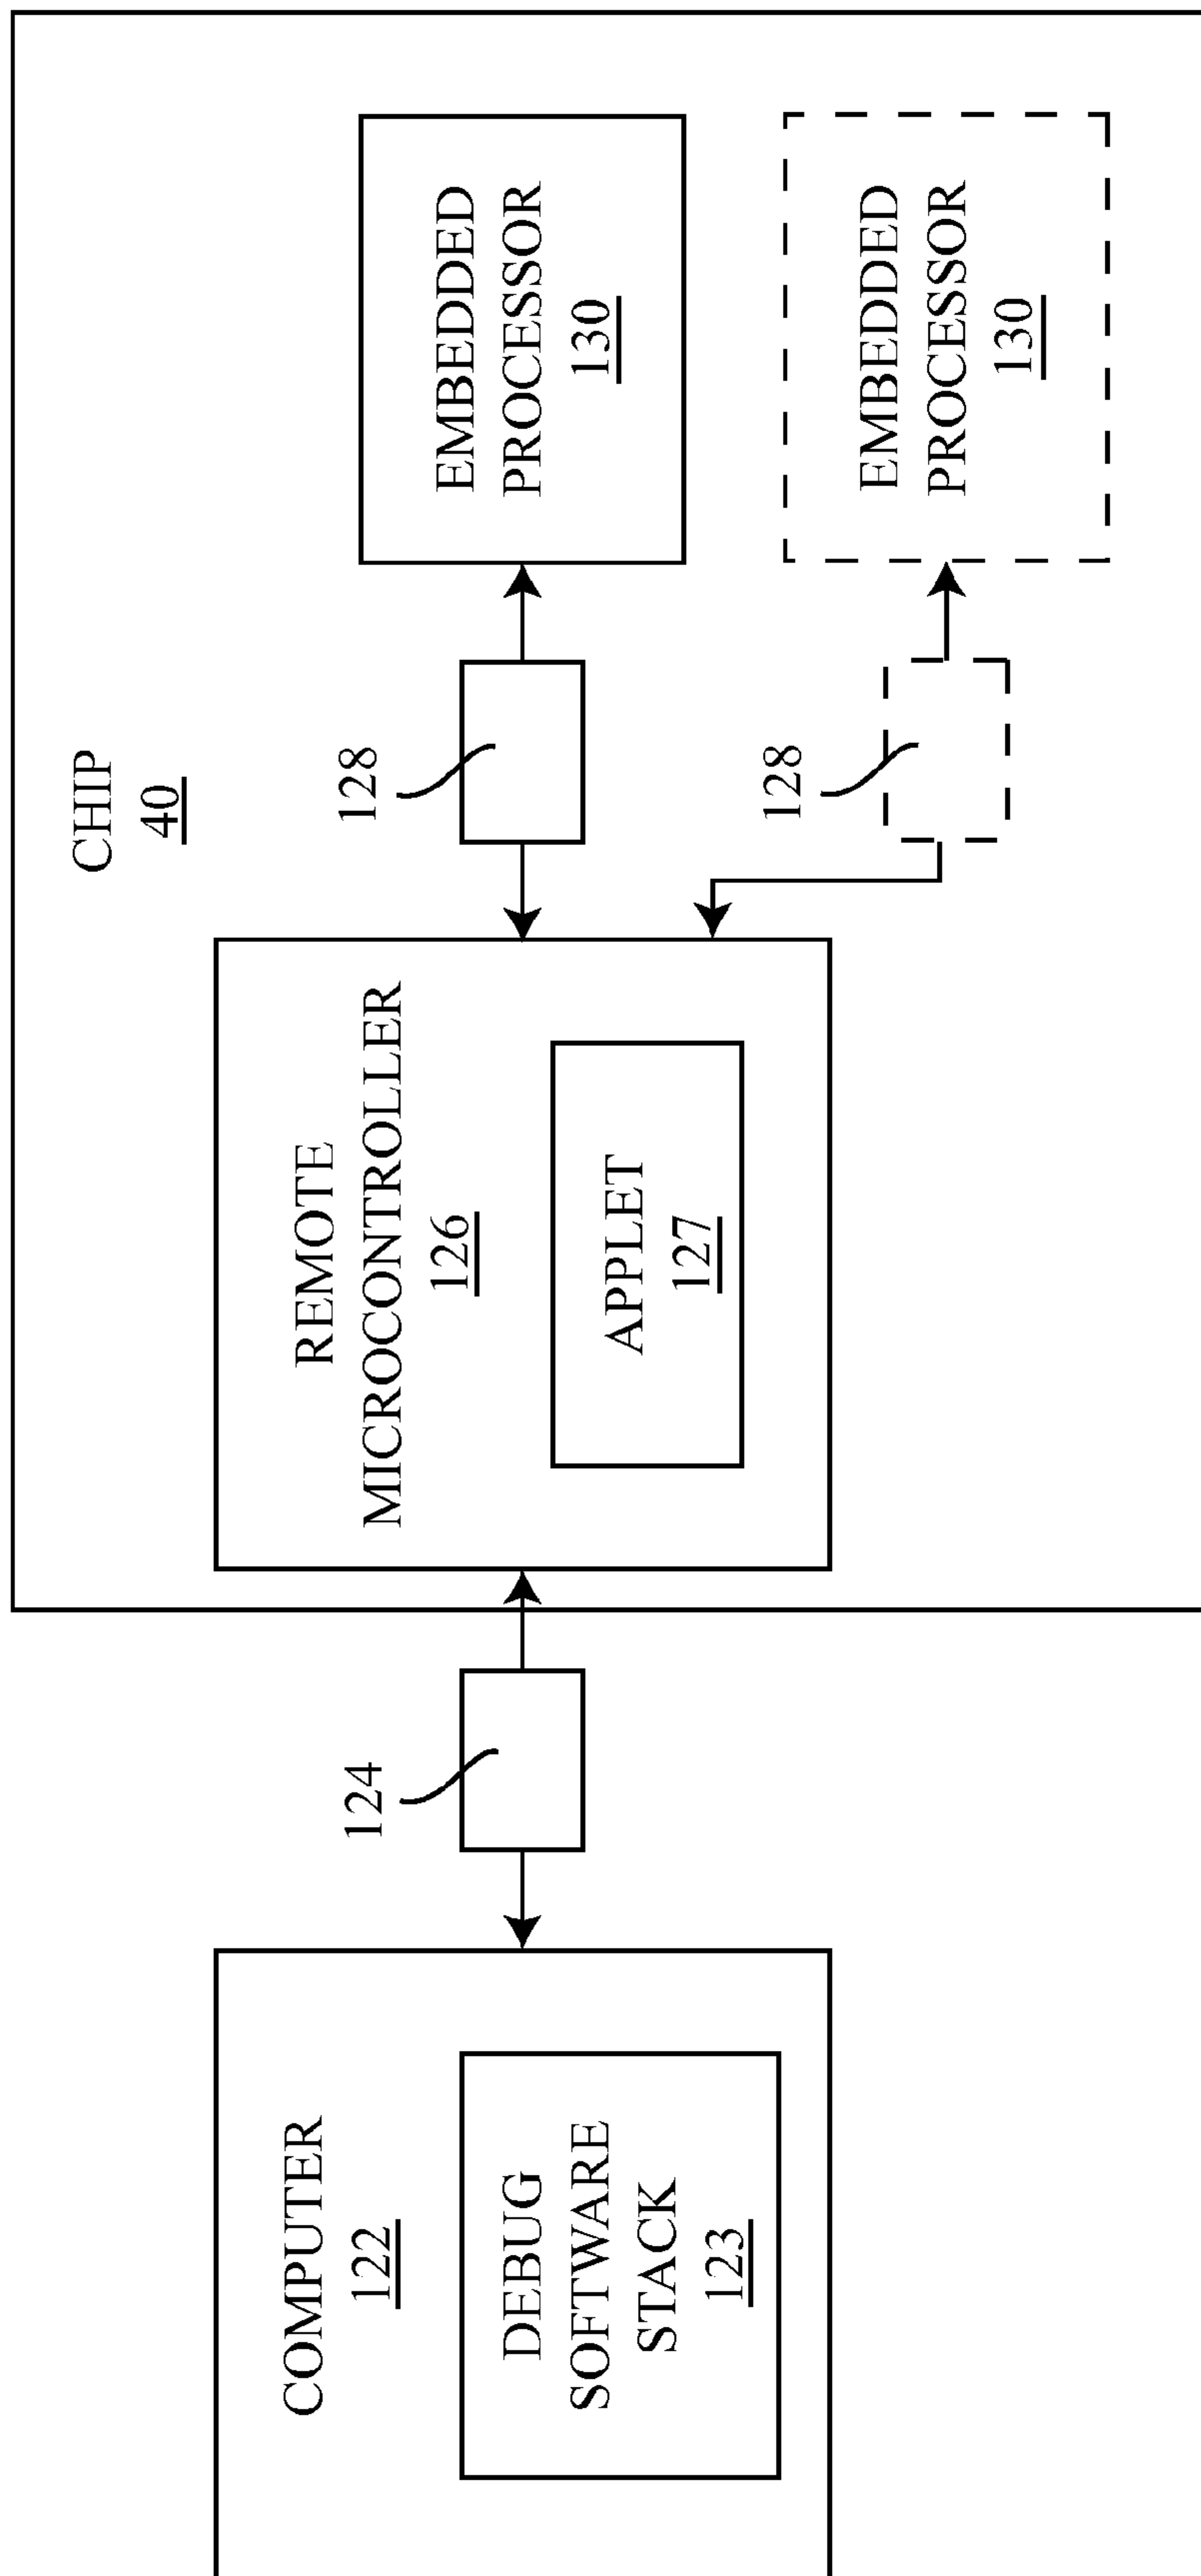 COMPUTER
122
DEBUG
SOFTWARE
STACK
123
124
CHIP
40
REMOTE
MICROCONTROLLER
126
APPLET
127
128
EMBEDDED
PROCESSOR
130
128
EMBEDDED
PROCESSOR
130